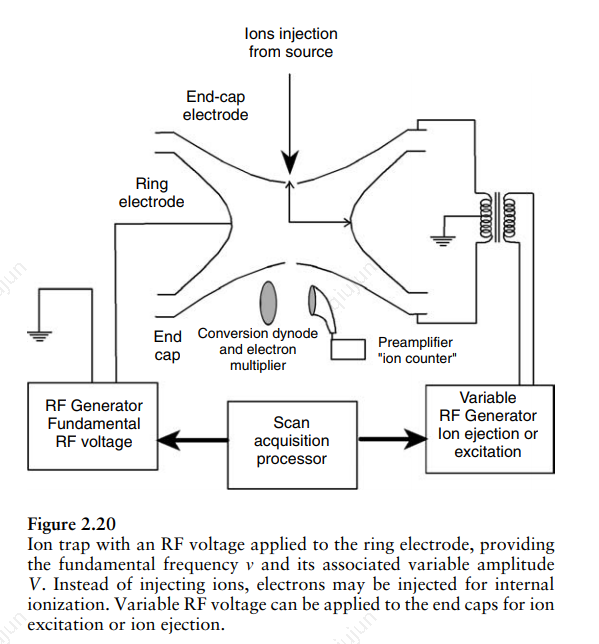 Ions injection
from source
End-cap
electrode
Ring
electrode
End
cap
Conversion dynode
and electron
multiplier
Preamplifier
"ion counter"
RF Generator
Fundamental
RF voltage
Scan
acquisition
processor
Variable
RF Generator
Ion ejection or
excitation
Figure 2.20
Ion trap with an RF voltage applied to the ring electrode, providing
the fundamental frequency ν and its associated variable amplitude
V. Instead of injecting ions, electrons may be injected for internal
ionization. Variable RF voltage can be applied to the end caps for ion
excitation or ion ejection.